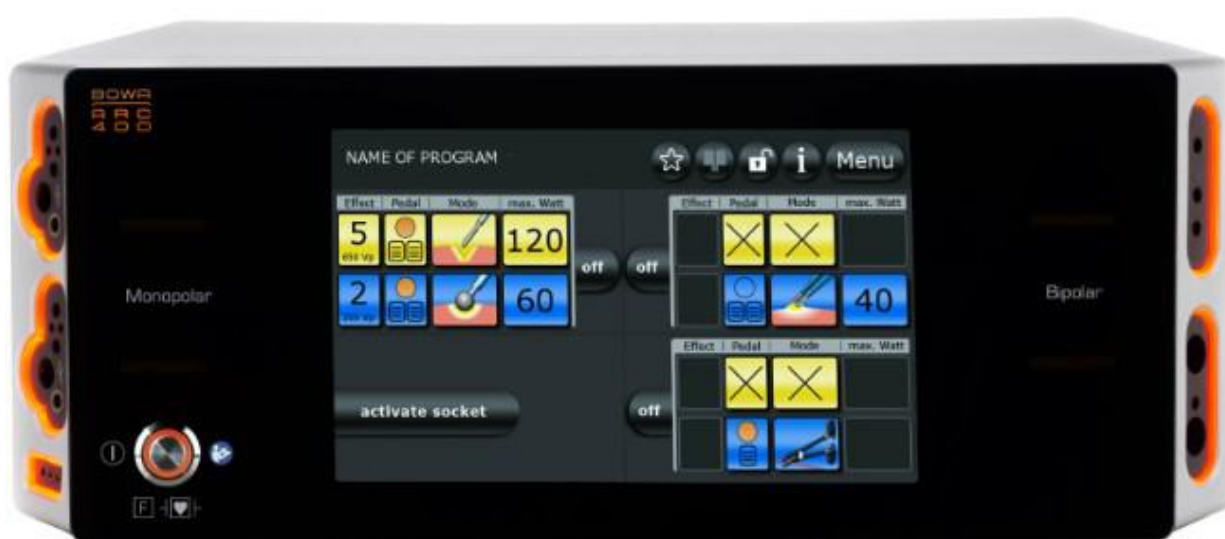 BOWA
ARC
400
NAME OF PROGRAM
i
Menu
Effect Pedal Mode max. Watt
5
120
off
2
60
Monopolar
activate socket
Effect Pedal Mode max. Watt
off
40
Bipolar
Effect Pedal Mode max. Watt
off
F